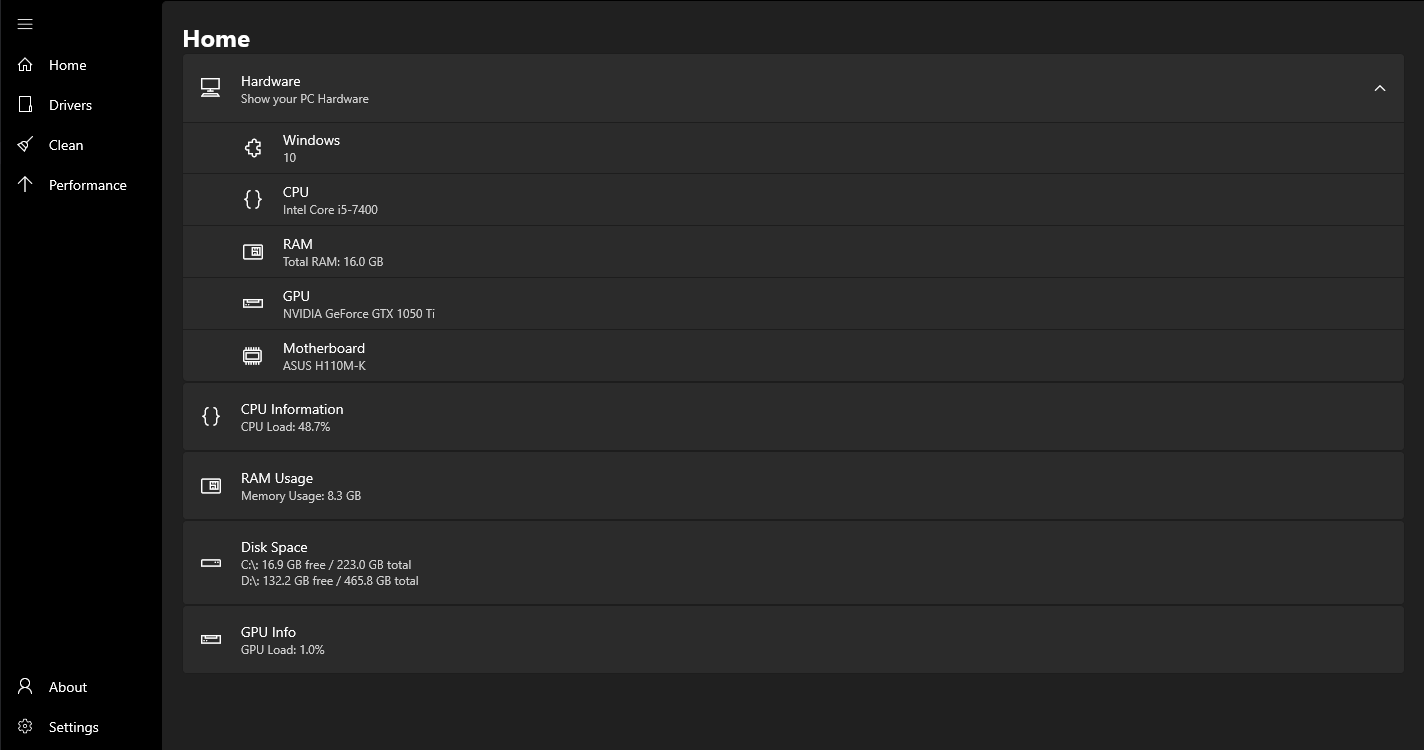 Home
Drivers
Clean
Performance
About
Settings
Home
Hardware
Show your PC Hardware
Windows
10
CPU
Intel Core i5-7400
RAM
Total RAM: 16.0 GB
GPU
NVIDIA GeForce GTX 1050 Ti
Motherboard
ASUS H110M-K
CPU Information
CPU Load: 48.7%
RAM Usage
Memory Usage: 8.3 GB
Disk Space
C:\: 16.9 GB free / 223.0 GB total
D:\: 132.2 GB free / 465.8 GB total
GPU Info
GPU Load: 1.0%